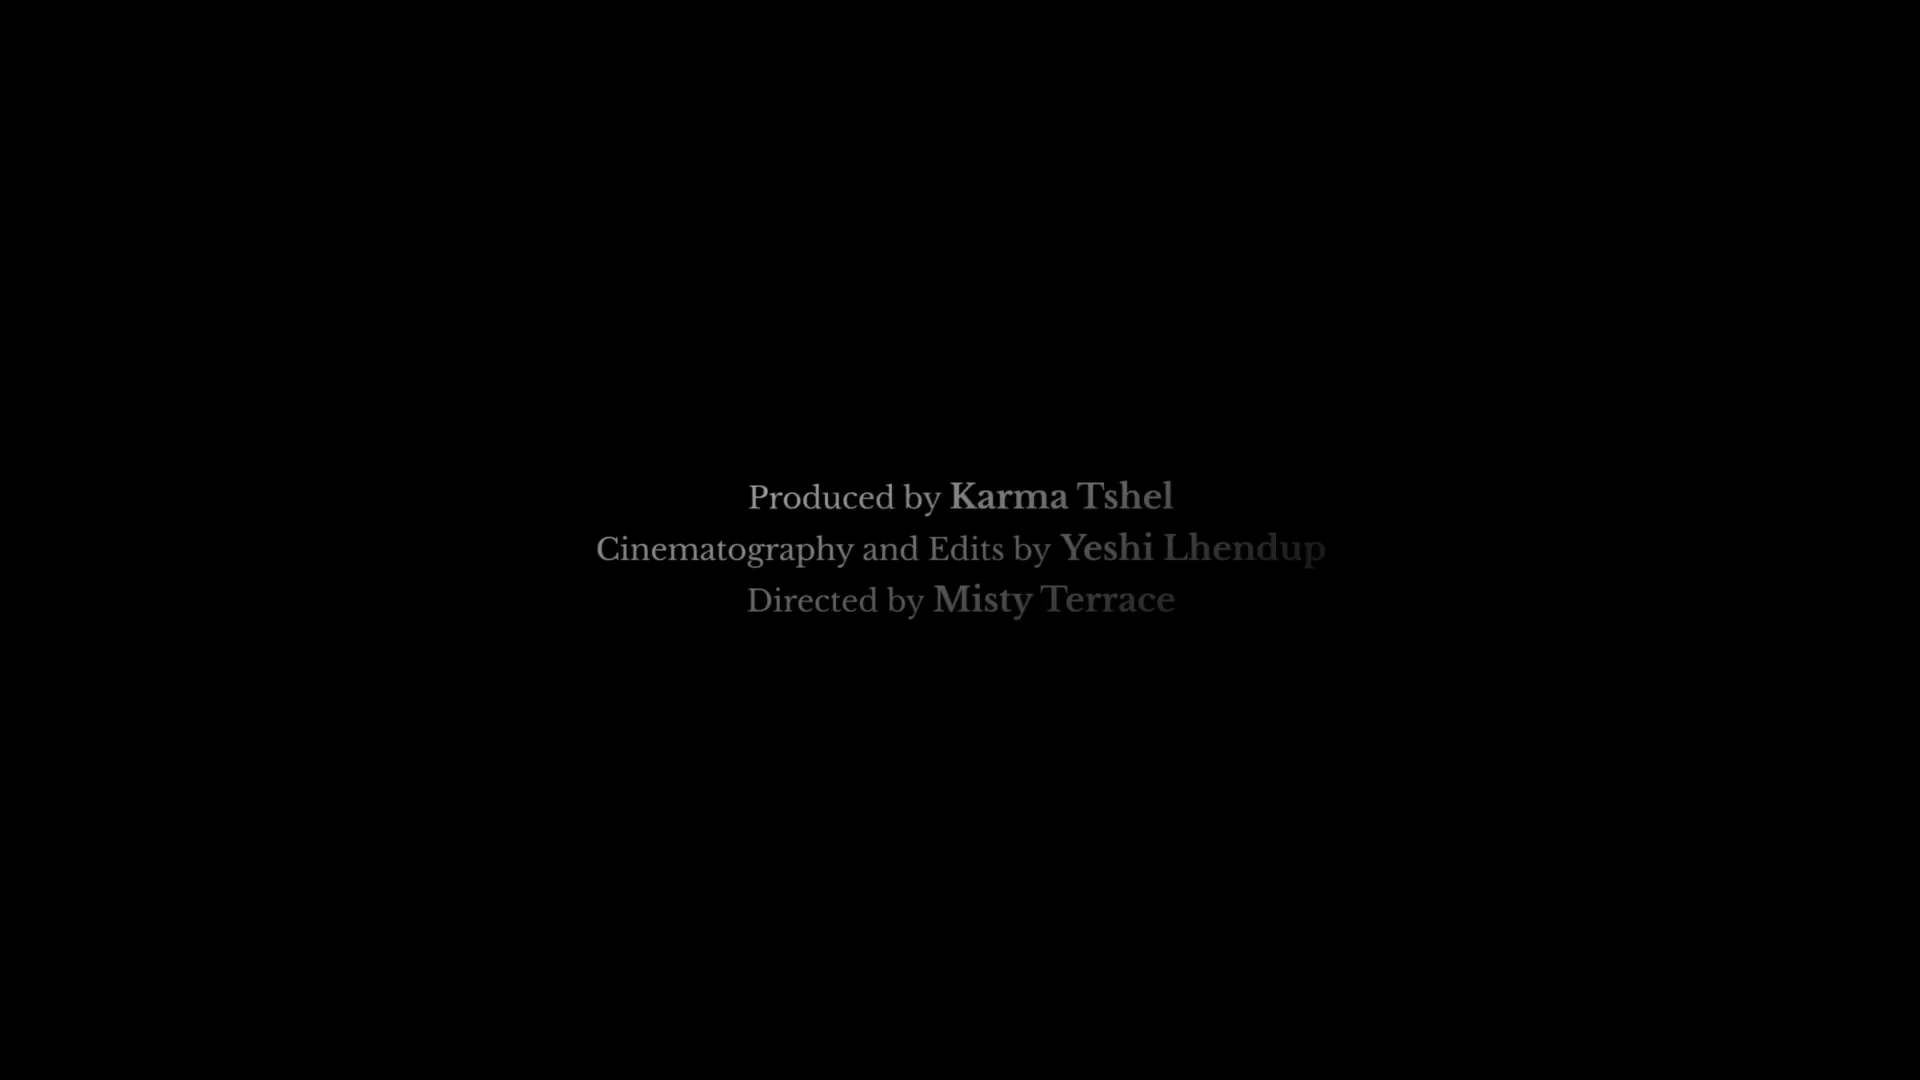 Produced by Karma Tshel
Cinematography and Edits by Yeshi Lhendup
Directed by Misty Terrace